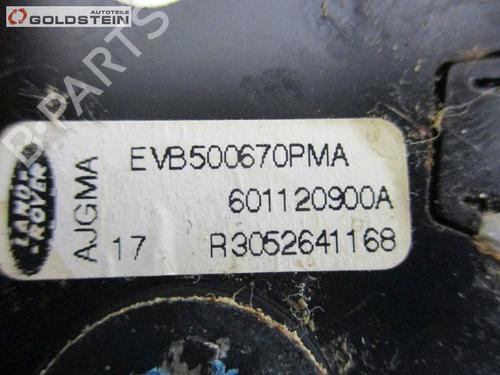 AUTOTEILE
GOLDSTEIN
B-PARTS
LAND-
ROVER
AJGMA
EVB500670PMA
601120900A
17 R3052641168